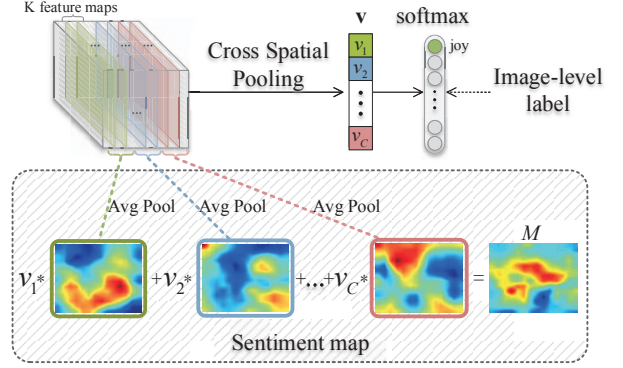 K feature maps
...
...
...
Cross Spatial
Pooling
v
v1
v2
vC
softmax
joy
Image-level
label
Avg Pool
Avg Pool
Avg Pool
M
v1* +v2* +...+vC* =
Sentiment map